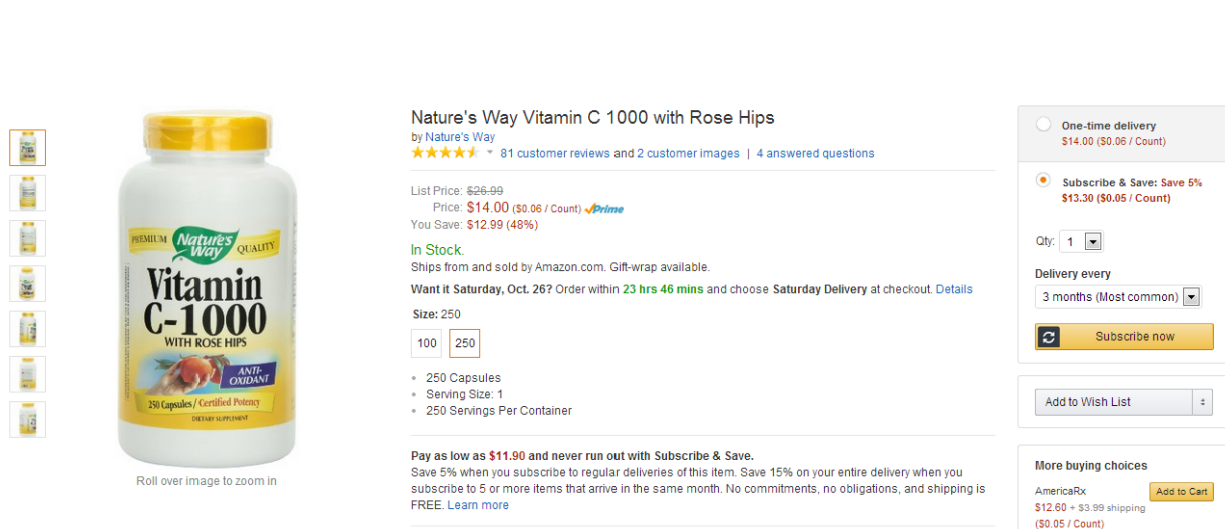 Nature's Way Vitamin C 1000 with Rose Hips
by Nature's Way
81 customer reviews and 2 customer images | 4 answered questions
List Price: $26.99
Price: $14.00 ($0.06 / Count) Prime
You Save: $12.99 (48%)
In Stock.
Ships from and sold by Amazon.com. Gift-wrap available.
Want it Saturday, Oct. 26? Order within 23 hrs 46 mins and choose Saturday Delivery at checkout. Details
Size: 250
100 250
250 Capsules
Serving Size: 1
250 Servings Per Container
Pay as low as $11.90 and never run out with Subscribe & Save.
Save 5% when you subscribe to regular deliveries of this item. Save 15% on your entire delivery when you
subscribe to 5 or more items that arrive in the same month. No commitments, no obligations, and shipping is
FREE. Learn more
PREMIUM Nature's Way QUALITY
Vitamin
C-1000
WITH ROSE HIPS
ANTI-
OXIDANT
250 Capsules / Certified Potency
DIETARY SUPPLEMENT
Roll over image to zoom in
One-time delivery
$14.00 ($0.06 / Count)
Subscribe & Save: Save 5%
$13.30 ($0.05 / Count)
Qty: 1
Delivery every
3 months (Most common)
Subscribe now
Add to Wish List
More buying choices
AmericaRx Add to Cart
$12.60 + $3.99 shipping
($0.05 / Count)